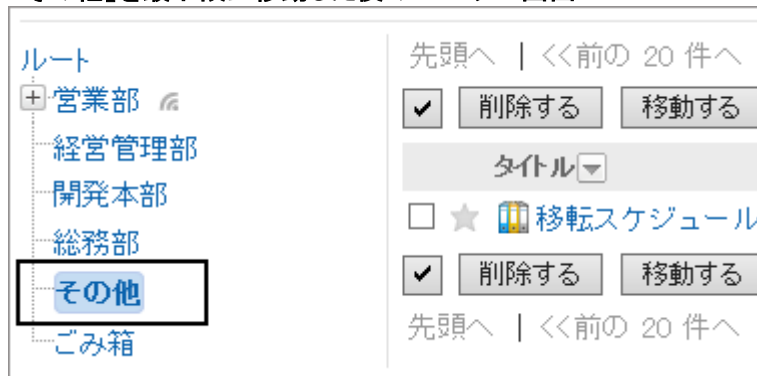 ルート
営業部
経営管理部
開発本部
総務部
その他
ごみ箱
先頭へ | <<前の 20 件へ
削除する 移動する
タイトル
移転スケジュール
削除する 移動する
先頭へ | <<前の 20 件へ